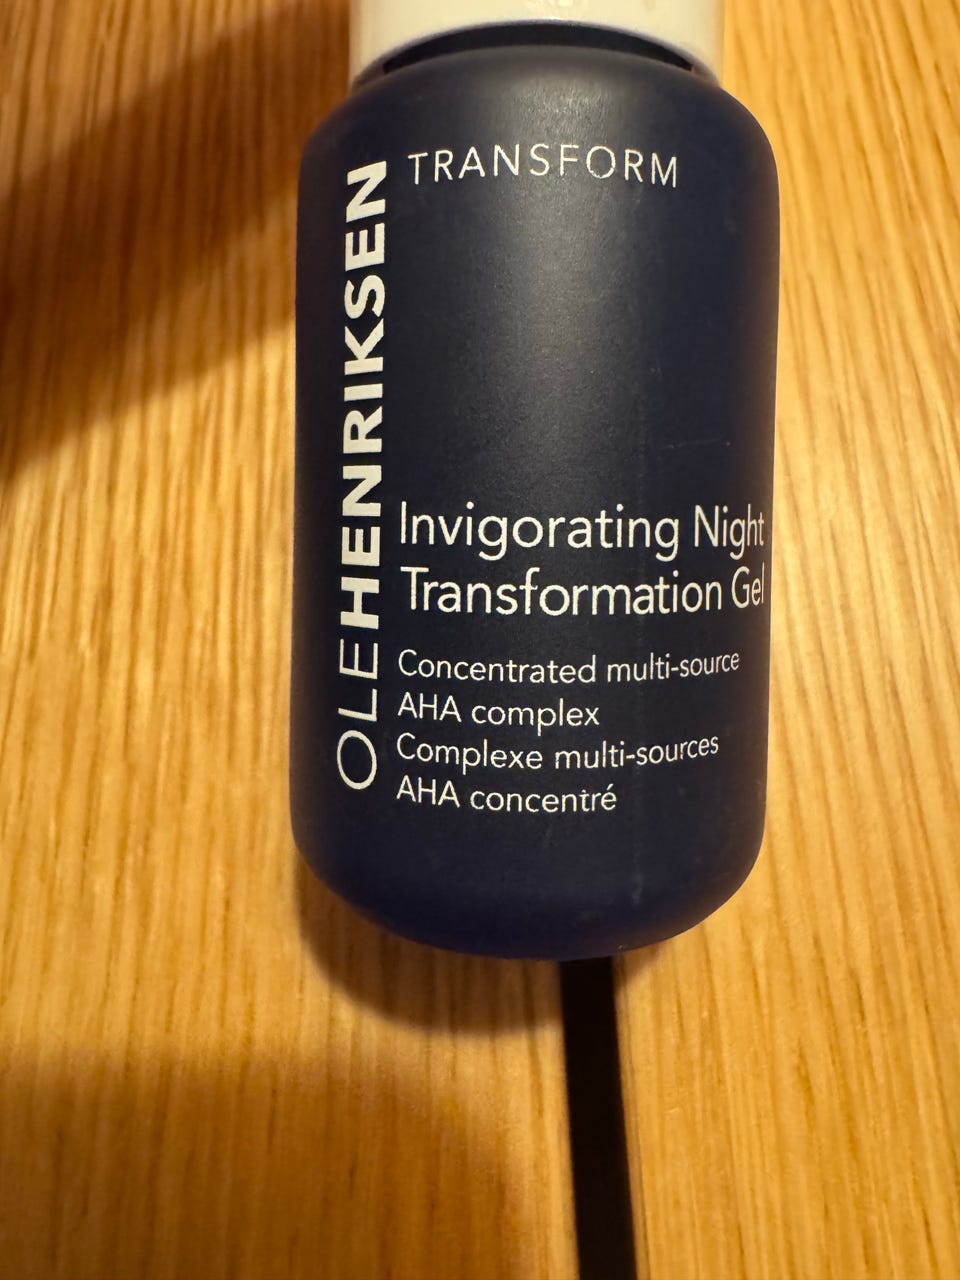 TRANSFORM
OLEHENRIKSEN
Invigorating Night
Transformation Gel
Concentrated multi-source
AHA complex
Complexe multi-sources
AHA concentré